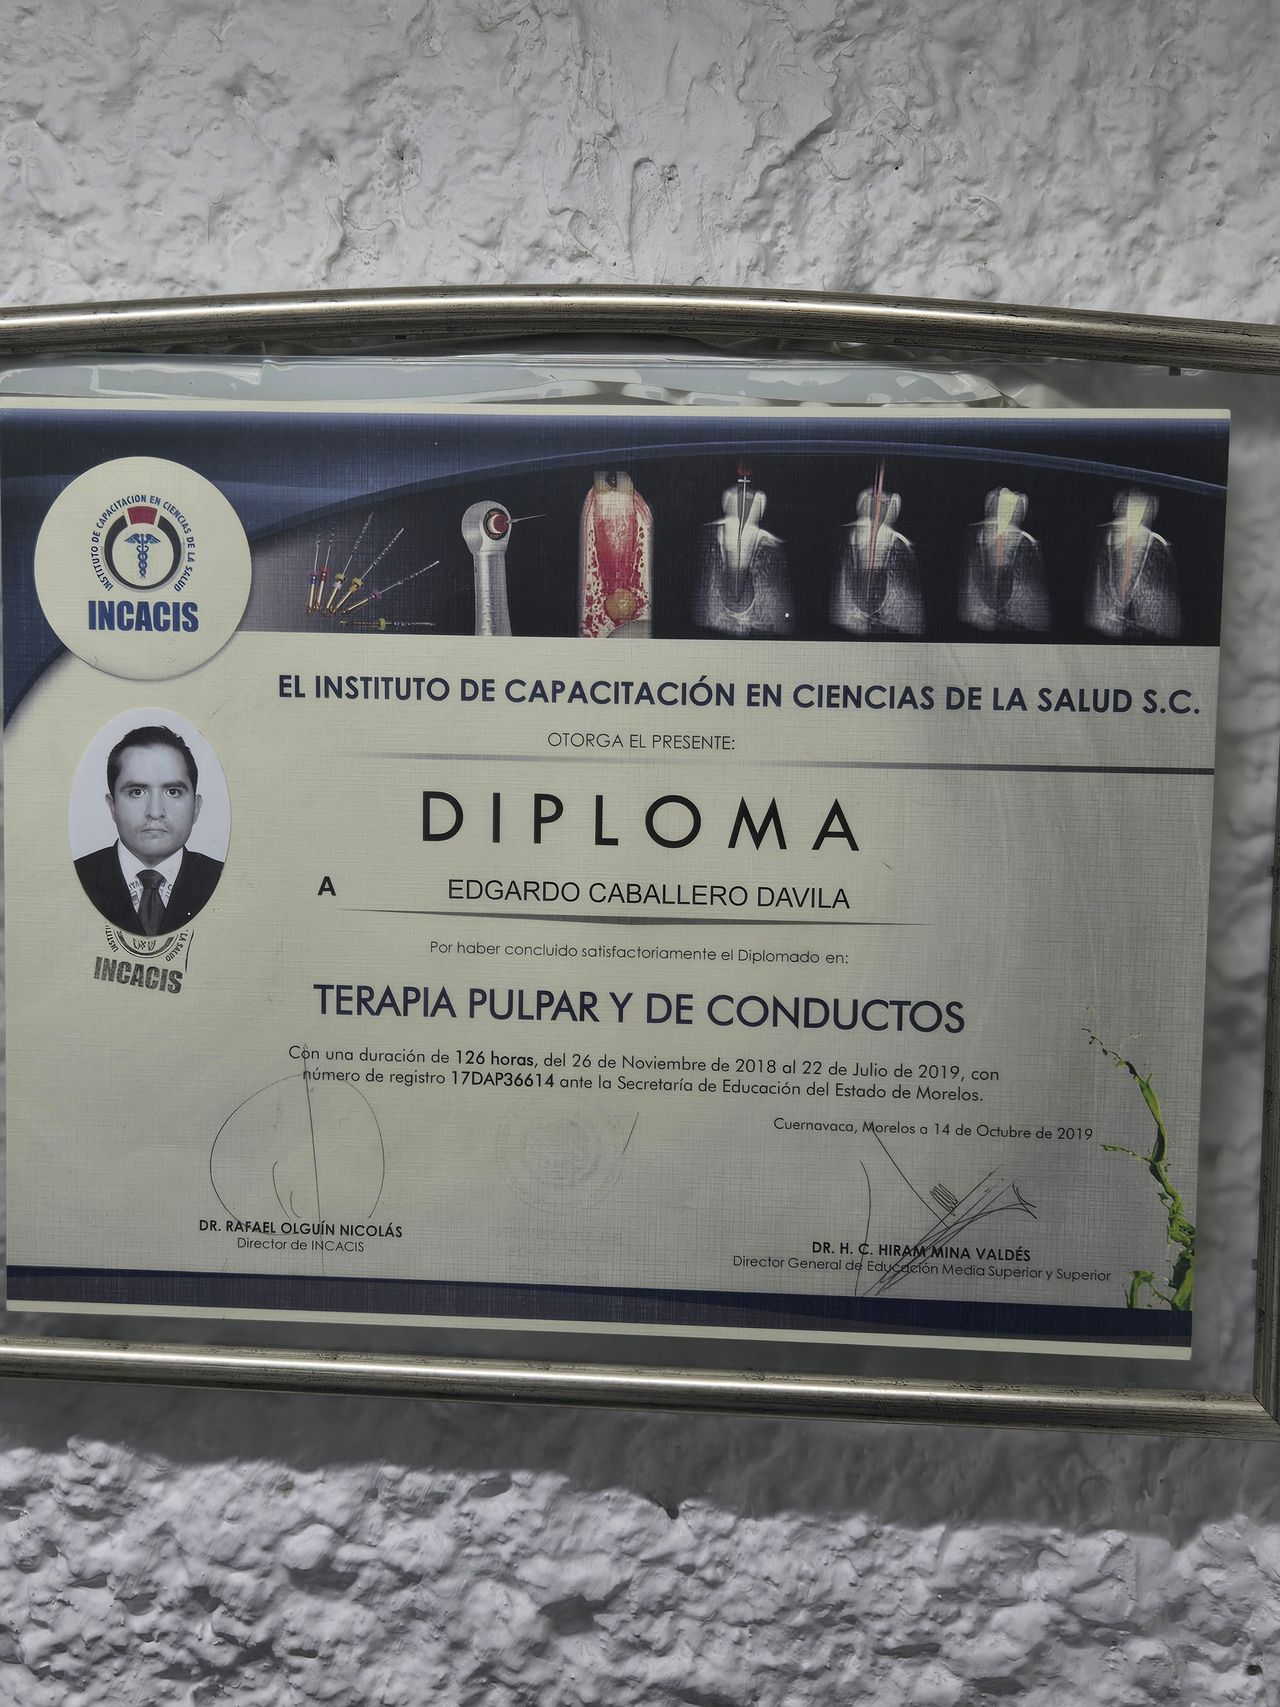 INSTITUTO DE CAPACITACION EN CIENCIAS DE LA SALUD
INCACIS
EL INSTITUTO DE CAPACITACIÓN EN CIENCIAS DE LA SALUD S.C.
OTORGA EL PRESENTE:
DIPLOMA
A EDGARDO CABALLERO DAVILA
Por haber concluido satisfactoriamente el Diplomado en:
INCACIS
TERAPIA PULPAR Y DE CONDUCTOS
Con una duración de 126 horas, del 26 de Noviembre de 2018 al 22 de Julio de 2019, con
número de registro 17DAP36614 ante la Secretaría de Educación del Estado de Morelos.
Cuernavaca, Morelos a 14 de Octubre de 2019
DR. RAFAEL OLGUÍN NICOLÁS
Director de INCACIS
DR. H. C. HIRAM MINA VALDÉS
Director General de Educación Media Superior y Superior